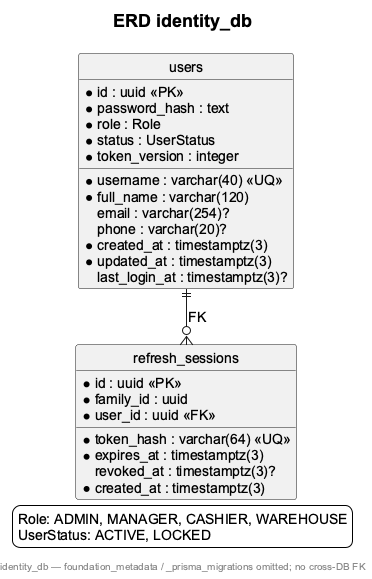 ERD identity_db
users
id : uuid «PK»
password_hash : text
role : Role
status : UserStatus
token_version : integer
username : varchar(40) «UQ»
full_name : varchar(120)
email : varchar(254)?
phone : varchar(20)?
created_at : timestamptz(3)
updated_at : timestamptz(3)
last_login_at : timestamptz(3)?
FK
refresh_sessions
id : uuid «PK»
family_id : uuid
user_id : uuid «FK»
token_hash : varchar(64) «UQ»
expires_at : timestamptz(3)
revoked_at : timestamptz(3)?
created_at : timestamptz(3)
Role: ADMIN, MANAGER, CASHIER, WAREHOUSE
UserStatus: ACTIVE, LOCKED
identity_db — foundation_metadata / _prisma_migrations omitted; no cross-DB FK